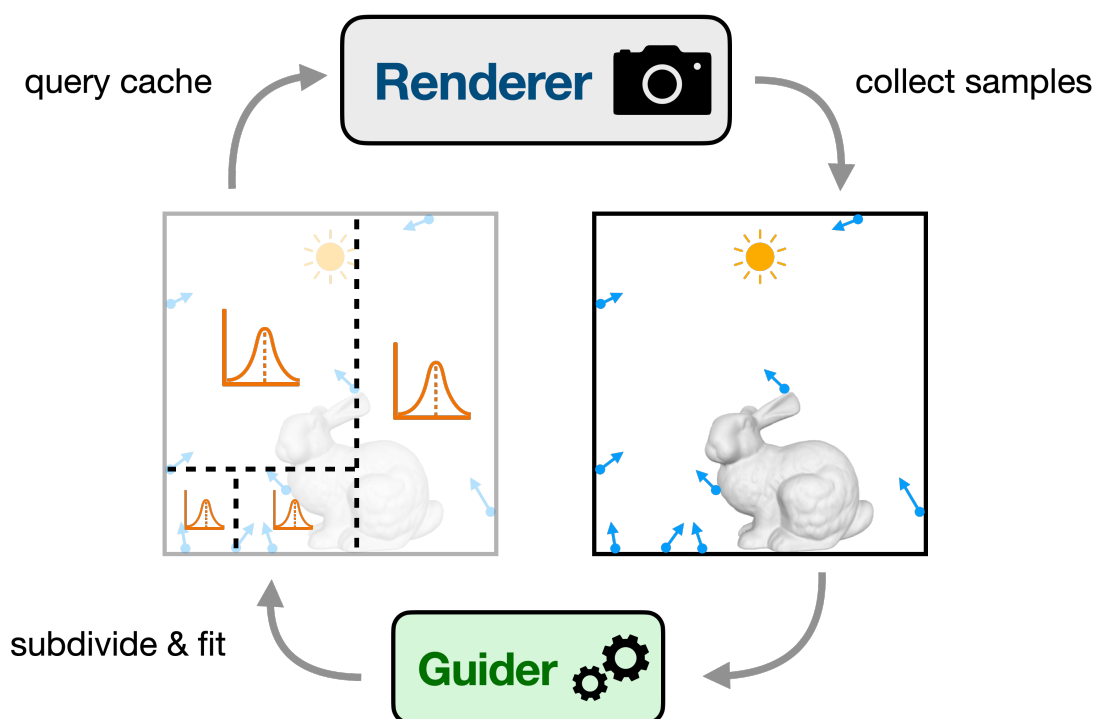 Renderer
query cache
collect samples
subdivide & fit
Guider